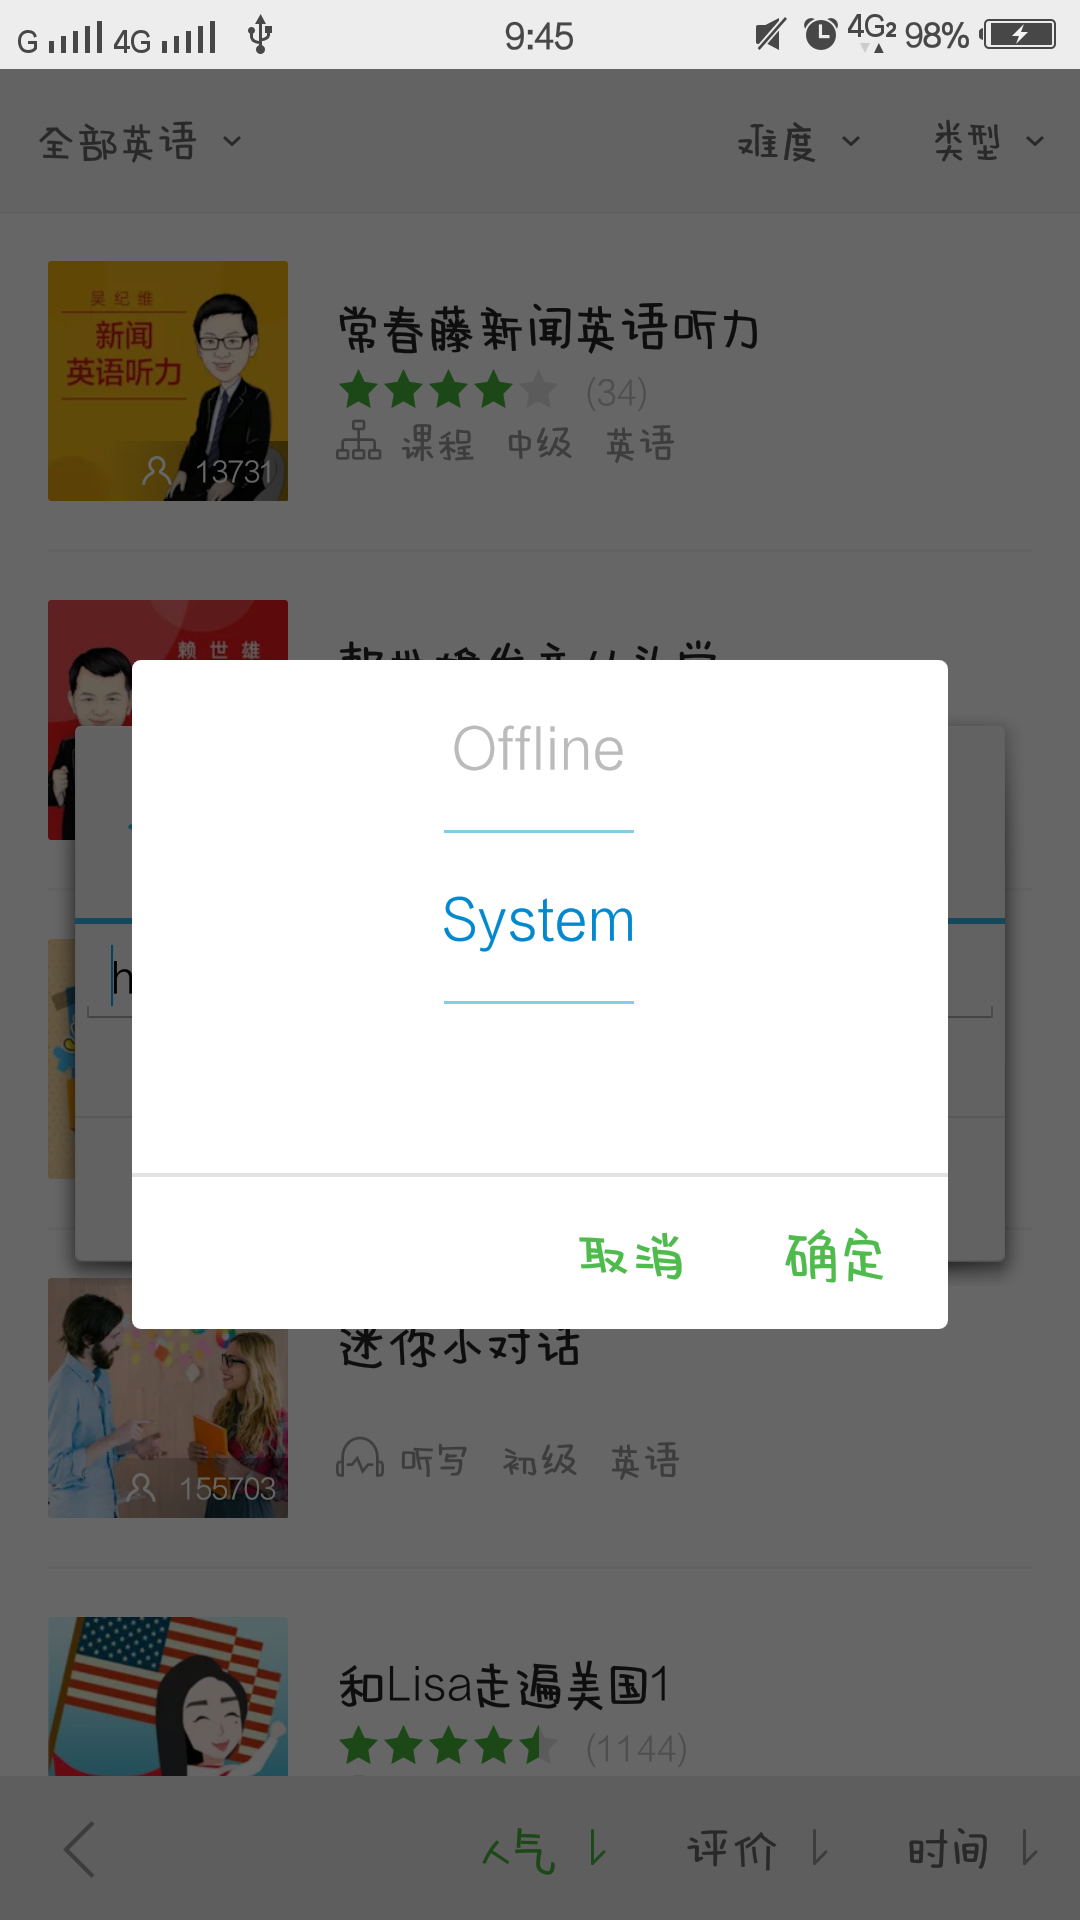 G 4G 9:45 4G2 98%
全部英语 难度 类型
吴纪维
新闻
英语听力
13731
常春藤新闻英语听力
(34)
课程 中级 英语
赖世雄
Offline
System
h
取消 确定
迷你小对话
听写 初级 英语
155703
和Lisa走遍美国1
(1144)
人气 评价 时间